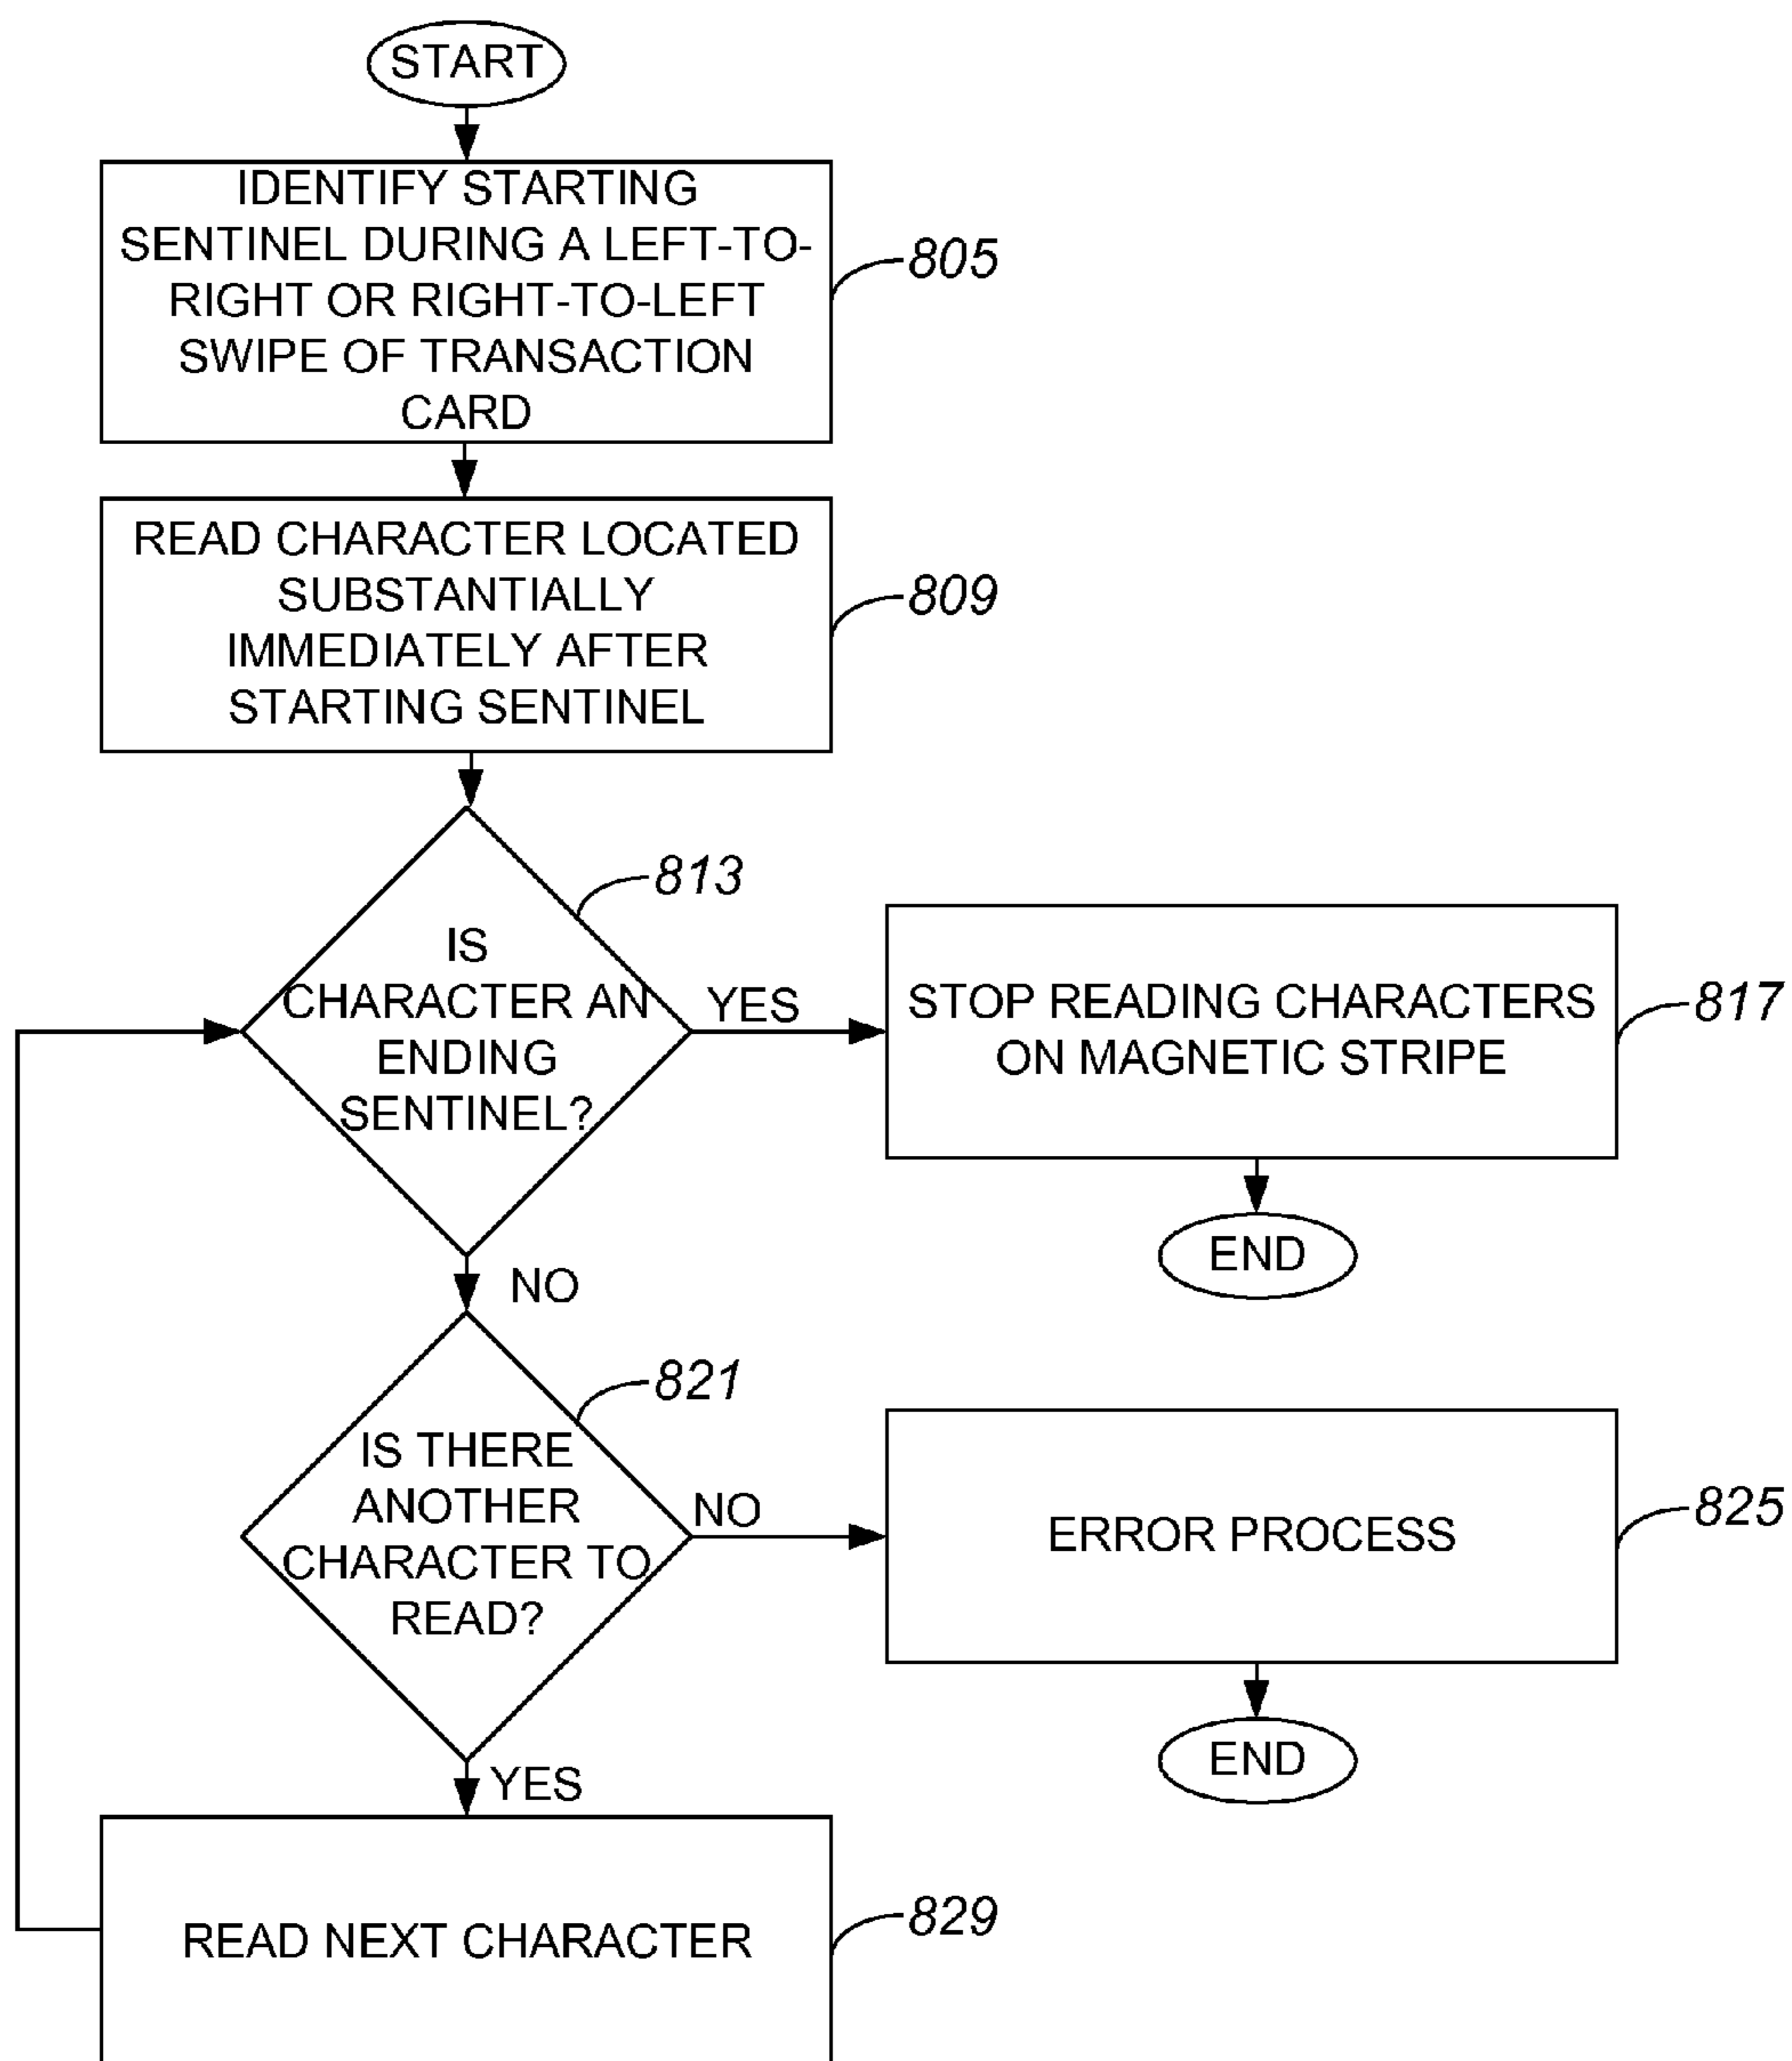 START
IDENTIFY STARTING
SENTINEL DURING A LEFT-TO-
RIGHT OR RIGHT-TO-LEFT
SWIPE OF TRANSACTION
CARD
805
READ CHARACTER LOCATED
SUBSTANTIALLY
IMMEDIATELY AFTER
STARTING SENTINEL
809
IS
CHARACTER AN
ENDING
SENTINEL?
813
YES
STOP READING CHARACTERS
ON MAGNETIC STRIPE
817
END
NO
IS THERE
ANOTHER
CHARACTER TO
READ?
821
NO
ERROR PROCESS
825
END
YES
READ NEXT CHARACTER
829